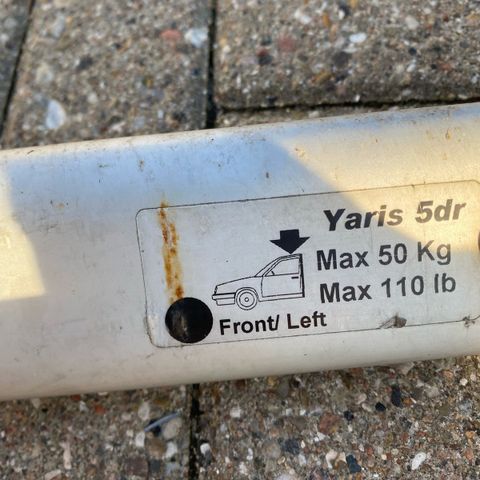 Yaris 5dr
Max 50 Kg
Max 110 lb
Front/ Left